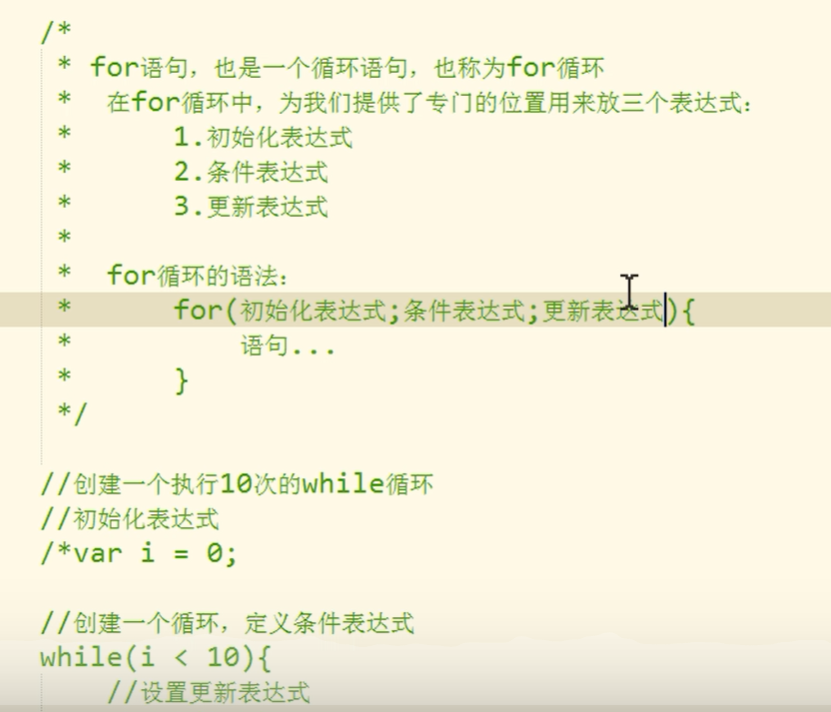 /*
* for语句，也是一个循环语句，也称为for循环
* 在for循环中，为我们提供了专门的位置用来放三个表达式：
* 1.初始化表达式
* 2.条件表达式
* 3.更新表达式
*
* for循环的语法：
* for(初始化表达式;条件表达式;更新表达式){
* 语句...
* }
*/
//创建一个执行10次的while循环
//初始化表达式
/*var i = 0;
//创建一个循环，定义条件表达式
while(i < 10){
//设置更新表达式